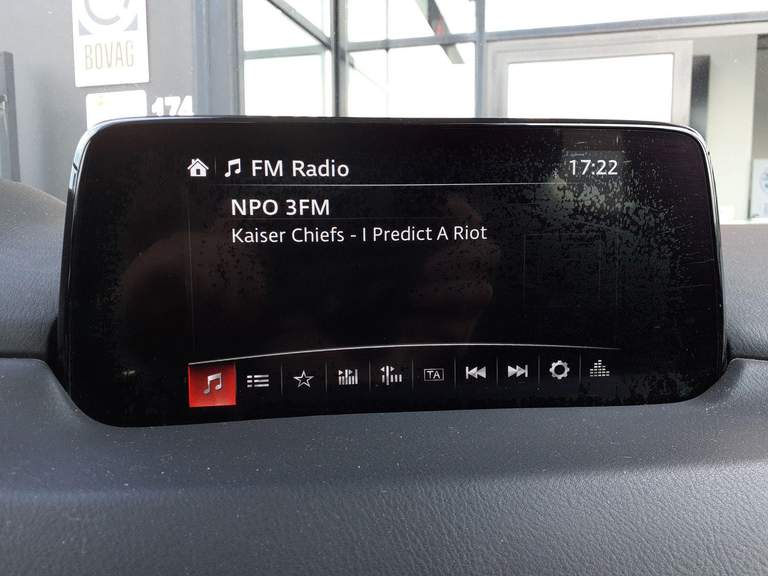 BOVAG
174
FM Radio
17:22
NPO 3FM
Kaiser Chiefs - I Predict A Riot
TA